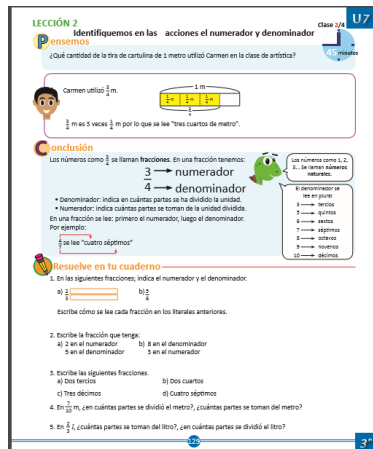 LECCIÓN 2
Clase 2/4
U7
Identifiquemos en las acciones el numerador y denominador
Pensemos
45 minutos
¿Qué cantidad de la tira de cartulina de 1 metro utilizó Carmen en la clase de artística?
Carmen utilizó 3/4 m.
1 m
1/4 m 1/4 m 1/4 m
3/4 m es 3 veces 1/4 m por lo que se lee "tres cuartos de metro".
Conclusión
Los números como 3/4 se llaman fracciones. En una fracción tenemos:
3 → numerador
4 → denominador
• Denominador: indica en cuántas partes se ha dividido la unidad.
• Numerador: indica cuántas partes se toman de la unidad dividida.
En una fracción se lee: primero el numerador, luego el denominador.
Por ejemplo:
se lee "cuatro séptimos"
Los números como 1, 2,
3... Se llaman números
naturales.
El denominador se
lee en plural
3 → tercios
5 → quintos
6 → sextos
7 → séptimos
8 → octavos
9 → novenos
10 → décimos
Resuelve en tu cuaderno
1. En las siguientes fracciones; indica el numerador y el denominador.
a) 2/3
b)
Escribe cómo se lee cada fracción en los literales anteriores.
2. Escribe la fracción que tenga:
a) 2 en el numerador b) 8 en el denominador
5 en el denominador 3 en el numerador
3. Escribe las siguientes fracciones.
a) Dos tercios b) Dos cuartos
c) Tres décimos d) Cuatro séptimos
4. En 7/10 m, ¿en cuántas partes se dividió el metro?, ¿cuántas partes se toman del metro?
5. En 2/3 l, ¿cuántas partes se toman del litro?, ¿en cuántas partes se dividió el litro?
129
3°